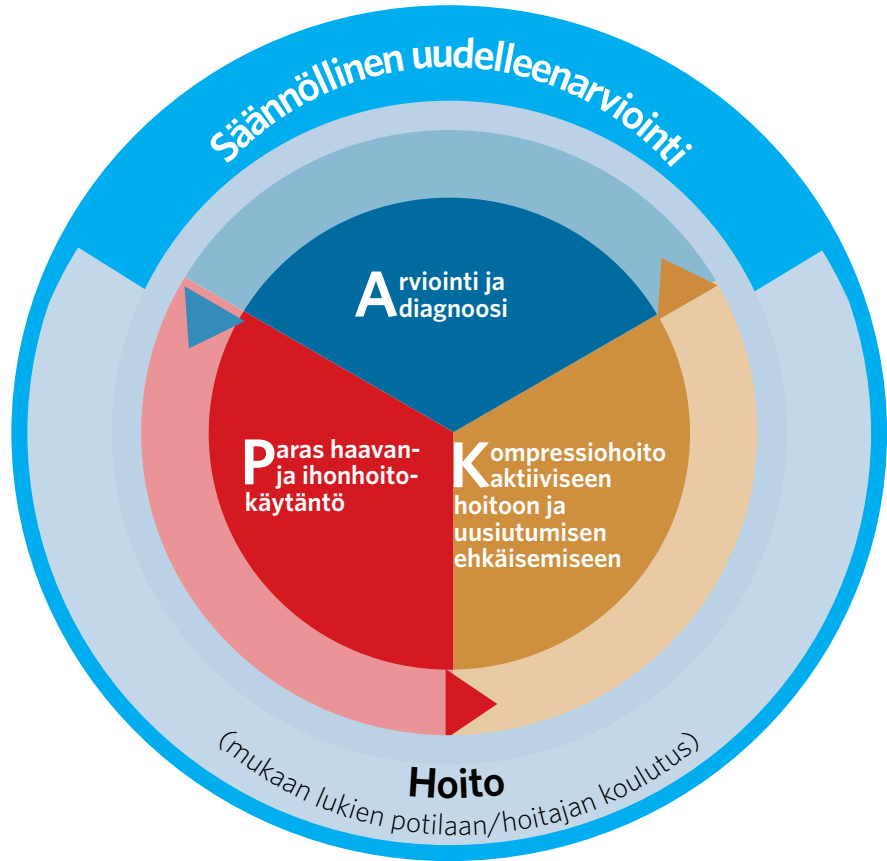 Säännöllinen uudelleenarviointi
Arviointi ja
diagnoosi
Paras haavan-
ja ihonhoito-
käytäntö
Kompressiohoito
aktiiviseen
hoitoon ja
uusiutumisen
ehkäisemiseen
Hoito
(mukaan lukien potilaan/hoitajan koulutus)